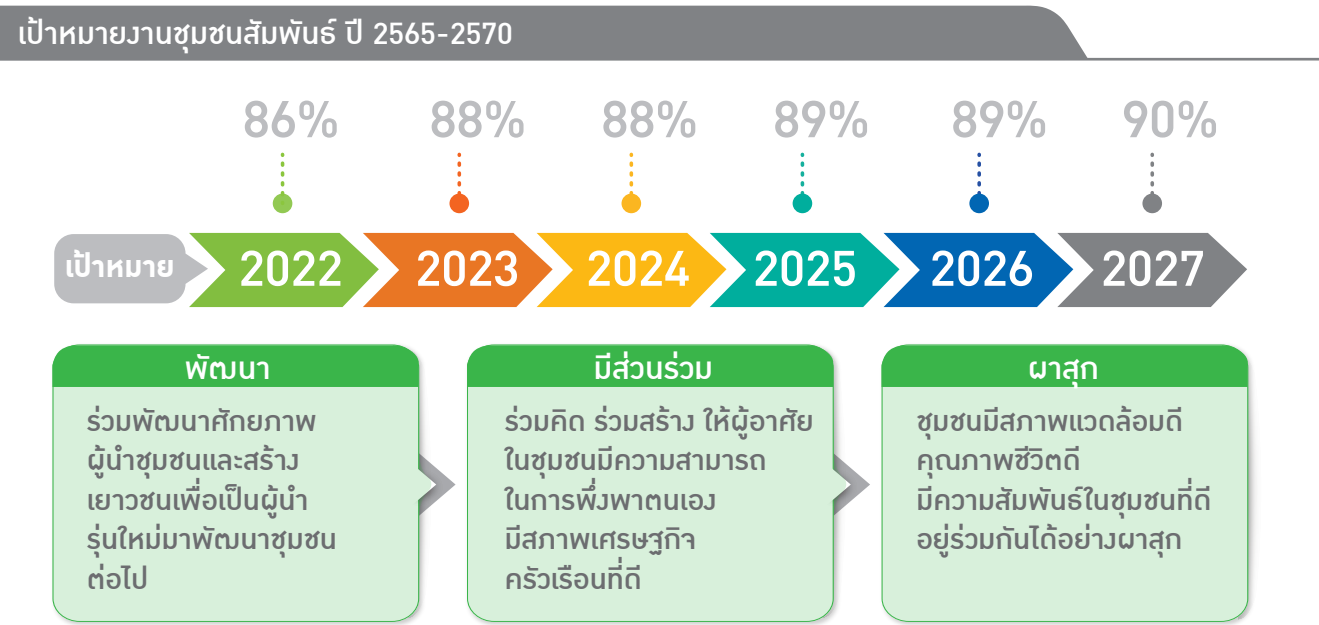 เป้าหมายงานชุมชนสัมพันธ์ ปี 2565-2570
86% 88% 88% 89% 89% 90%
เป้าหมาย 2022 2023 2024 2025 2026 2027
พัฒนา
ร่วมพัฒนาศักยภาพ
ผู้นำชุมชนและสร้าง
เยาวชนเพื่อเป็นผู้นำ
รุ่นใหม่มาพัฒนาชุมชน
ต่อไป
มีส่วนร่วม
ร่วมคิด ร่วมสร้าง ให้ผู้อาศัย
ในชุมชนมีความสามารถ
ในการพึ่งพาตนเอง
มีสภาพเศรษฐกิจ
ครัวเรือนที่ดี
ผาสุก
ชุมชนมีสภาพแวดล้อมดี
คุณภาพชีวิตดี
มีความสัมพันธ์ในชุมชนที่ดี
อยู่ร่วมกันได้อย่างผาสุก